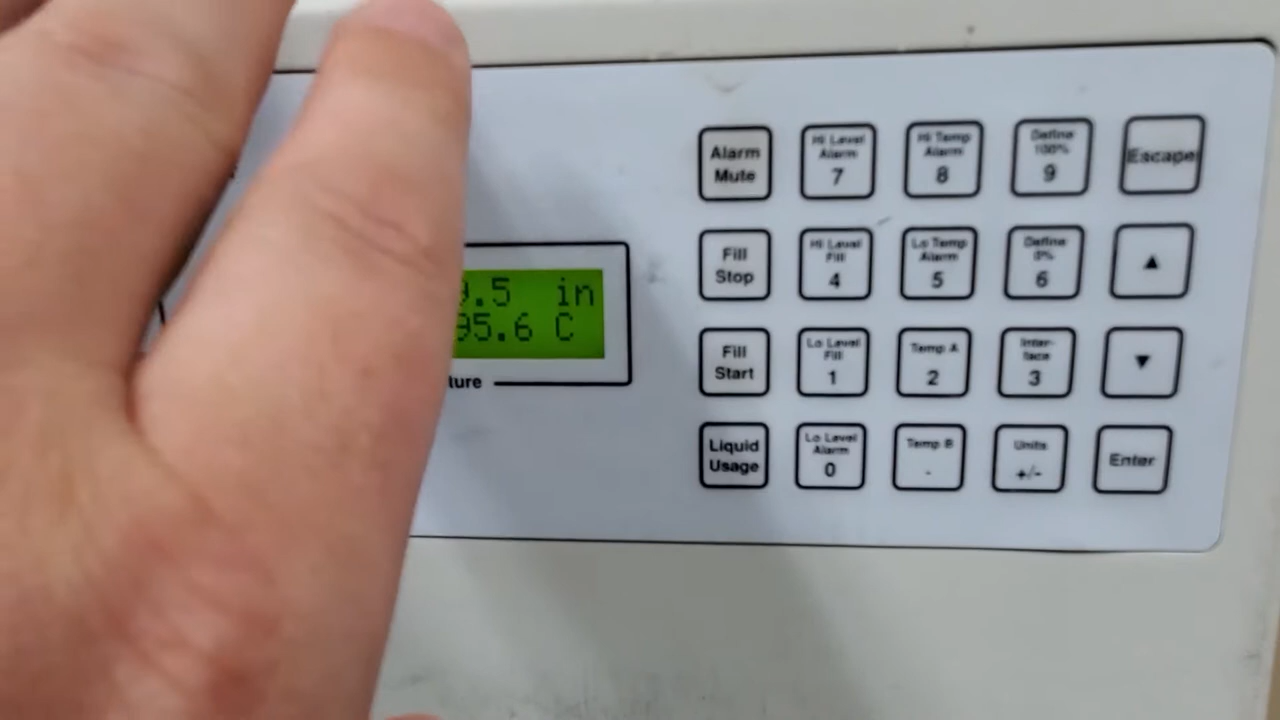 .5 in
95.6 C
ture
Alarm
Mute
Hi Level
Alarm
7
Hi Temp
Alarm
8
Define
100%
9
Escape
Fill
Stop
Hi Level
Fill
4
Lo Temp
Alarm
5
Define
0%
6
▲
Fill
Start
Lo Level
Fill
1
Temp A
2
Inter-
face
3
▼
Liquid
Usage
Lo Level
Alarm
0
Temp B
.
Units
+/-
Enter